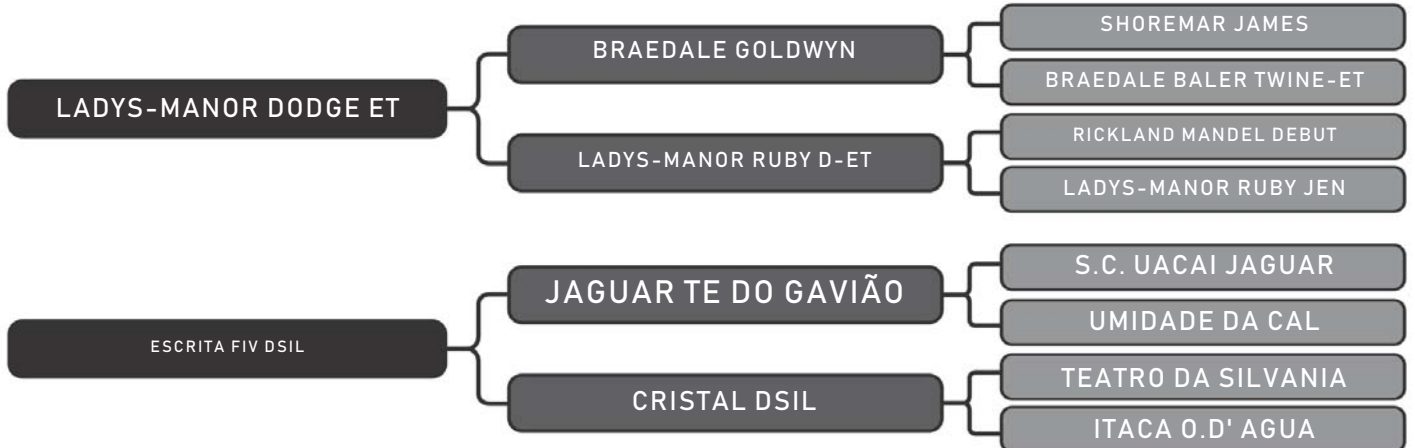 LADYS-MANOR DODGE ET
BRAEDALE GOLDWYN
SHOREMAR JAMES
BRAEDALE BALER TWINE-ET
LADYS-MANOR RUBY D-ET
RICKLAND MANDEL DEBUT
LADYS-MANOR RUBY JEN
ESCRITA FIV DSIL
JAGUAR TE DO GAVIÃO
S.C. UACAI JAGUAR
UMIDADE DA CAL
CRISTAL DSIL
TEATRO DA SILVANIA
ITACA O.D' AGUA